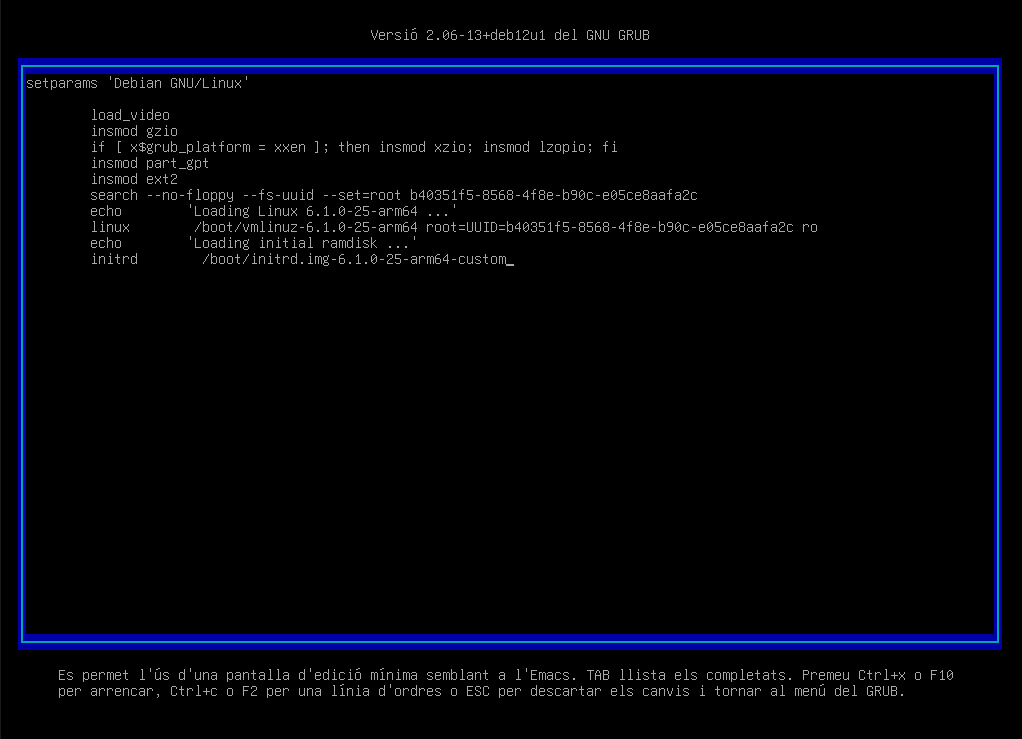 Versió 2.06-13+deb12u1 del GNU GRUB
setparams 'Debian GNU/Linux'
load_video
insmod gzio
if [ x$grub_platform = xxen ]; then insmod xzio; insmod lzopio; fi
insmod part_gpt
insmod ext2
search --no-floppy --fs-uuid --set=root b40351f5-8568-4f8e-b90c-e05ce8aafa2c
echo 'Loading Linux 6.1.0-25-arm64 ...'
linux /boot/vmlinuz-6.1.0-25-arm64 root=UUID=b40351f5-8568-4f8e-b90c-e05ce8aafa2c ro
echo 'Loading initial ramdisk ...'
initrd /boot/initrd.img-6.1.0-25-arm64-custom_
Es permet l'ús d'una pantalla d'edició mínima semblant a l'Emacs. TAB llista els completats. Premeu Ctrl+x o F10
per arrencar, Ctrl+c o F2 per una línia d'ordres o ESC per descartar els canvis i tornar al menú del GRUB.